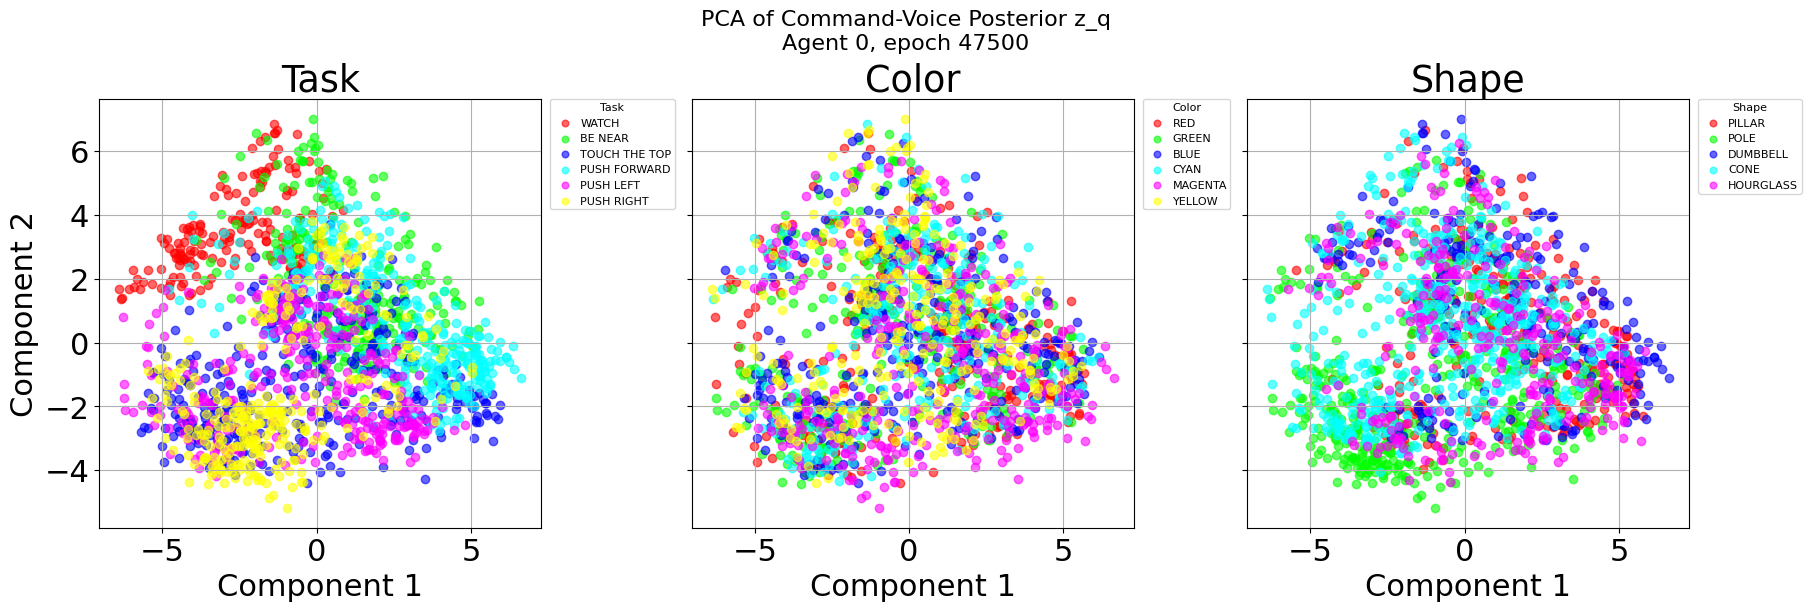 PCA of Command-Voice Posterior z_q
Agent 0, epoch 47500
Task
Component 2
6
4
2
0
−2
−4
−5
0
5
Component 1
Task
WATCH
BE NEAR
TOUCH THE TOP
PUSH FORWARD
PUSH LEFT
PUSH RIGHT
Color
−5
0
5
Component 1
Color
RED
GREEN
BLUE
CYAN
MAGENTA
YELLOW
Shape
−5
0
5
Component 1
Shape
PILLAR
POLE
DUMBBELL
CONE
HOURGLASS